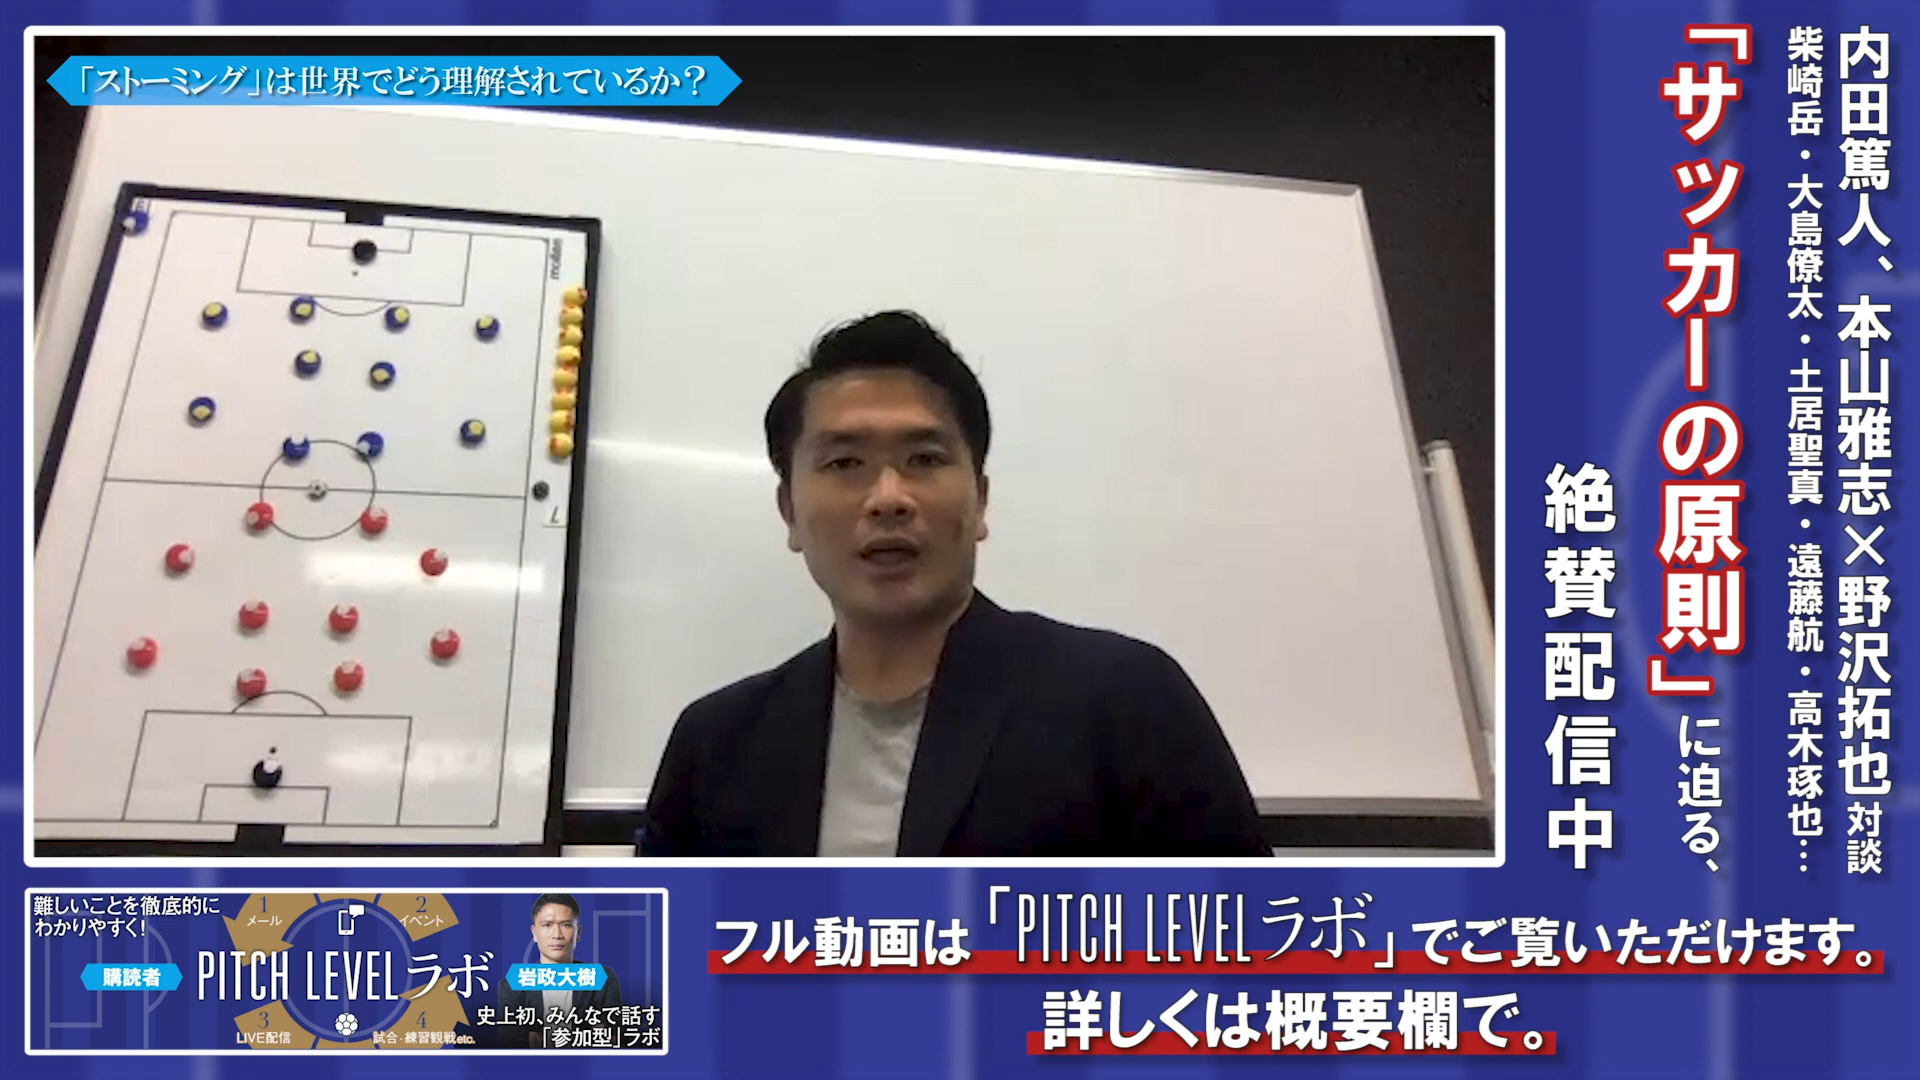 「ストーミング」は世界でどう理解されているか?
molten
内田篤人、本山雅志×野沢拓也対談
柴崎岳・大島僚太・土居聖真・遠藤航・高木琢也…
「サッカーの原則」に迫る、
絶賛配信中
難しいことを徹底的に
わかりやすく!
1
メール
2
イベント
購読者
PITCH LEVELラボ
岩政大樹
3
LIVE配信
4
試合・練習観戦etc.
史上初、みんなで話す
「参加型」ラボ
フル動画は「PITCH LEVELラボ」でご覧いただけます。
詳しくは概要欄で。